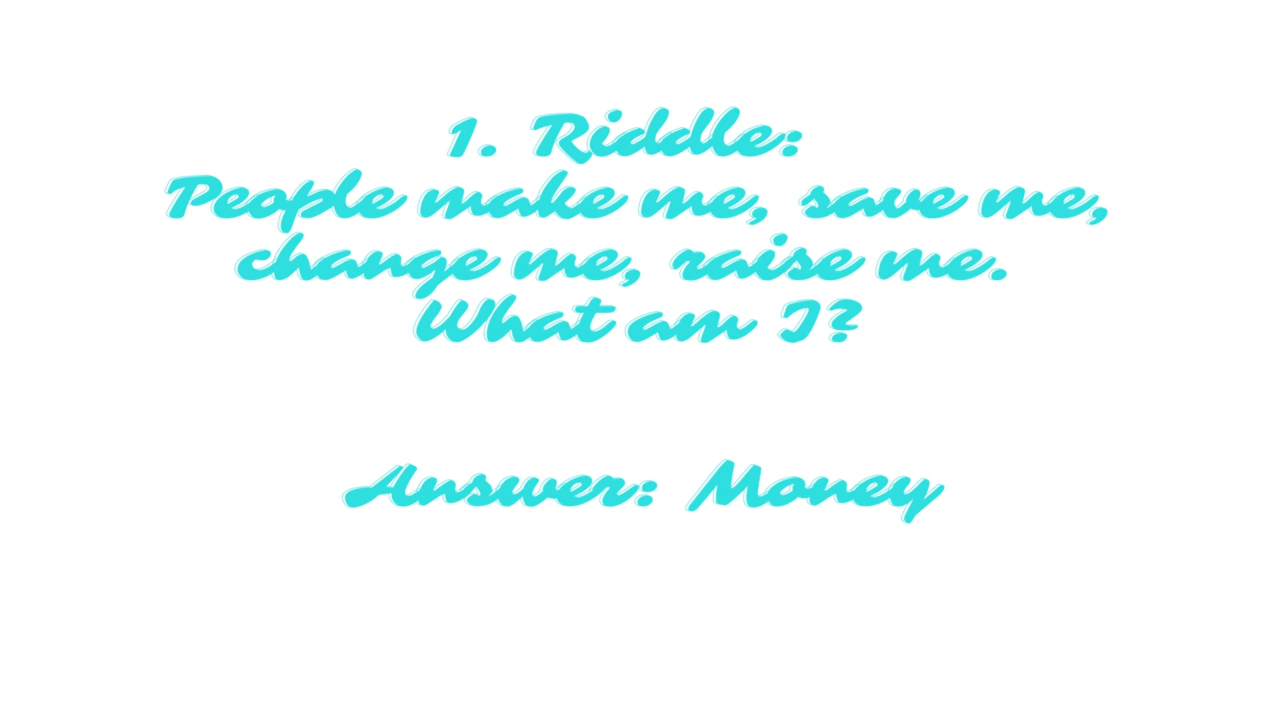 1. Riddle:
People make me, save me,
change me, raise me.
What am I?
Answer: Money